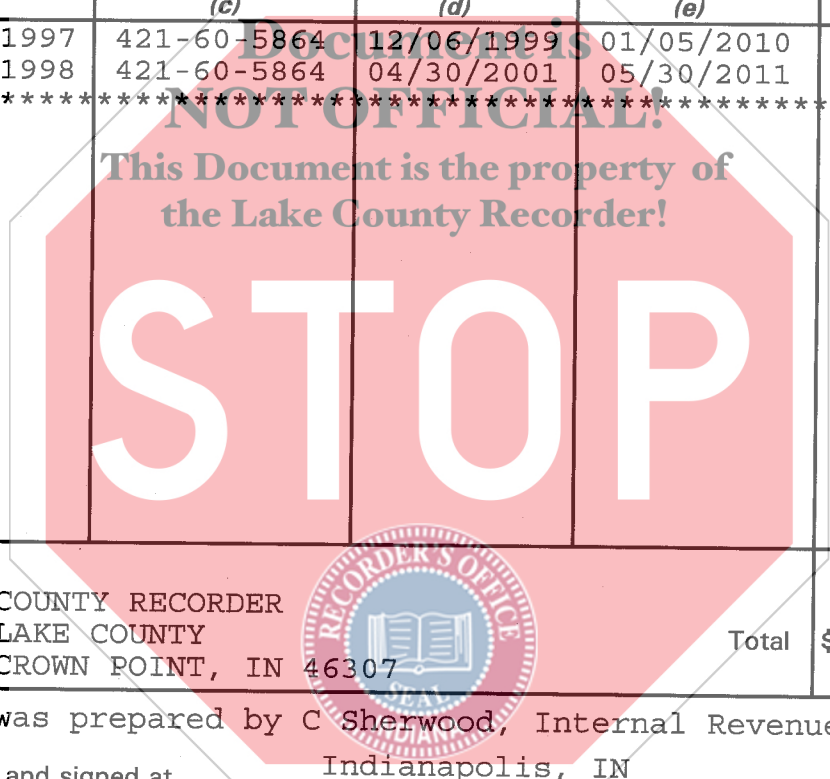 (c) (d) (e)
Document is
1997 421-60-5864 12/06/1999 01/05/2010
1998 421-60-5864 04/30/2001 05/30/2011
******************************************************
NOT OFFICIAL!
This Document is the property of
the Lake County Recorder!
STOP
COUNTY RECORDER
LAKE COUNTY
CROWN POINT, IN 46307
Total $
RECORDER'S OFFICE
SEAL
INDIANA
was prepared by C Sherwood, Internal Revenue
and signed at Indianapolis, IN